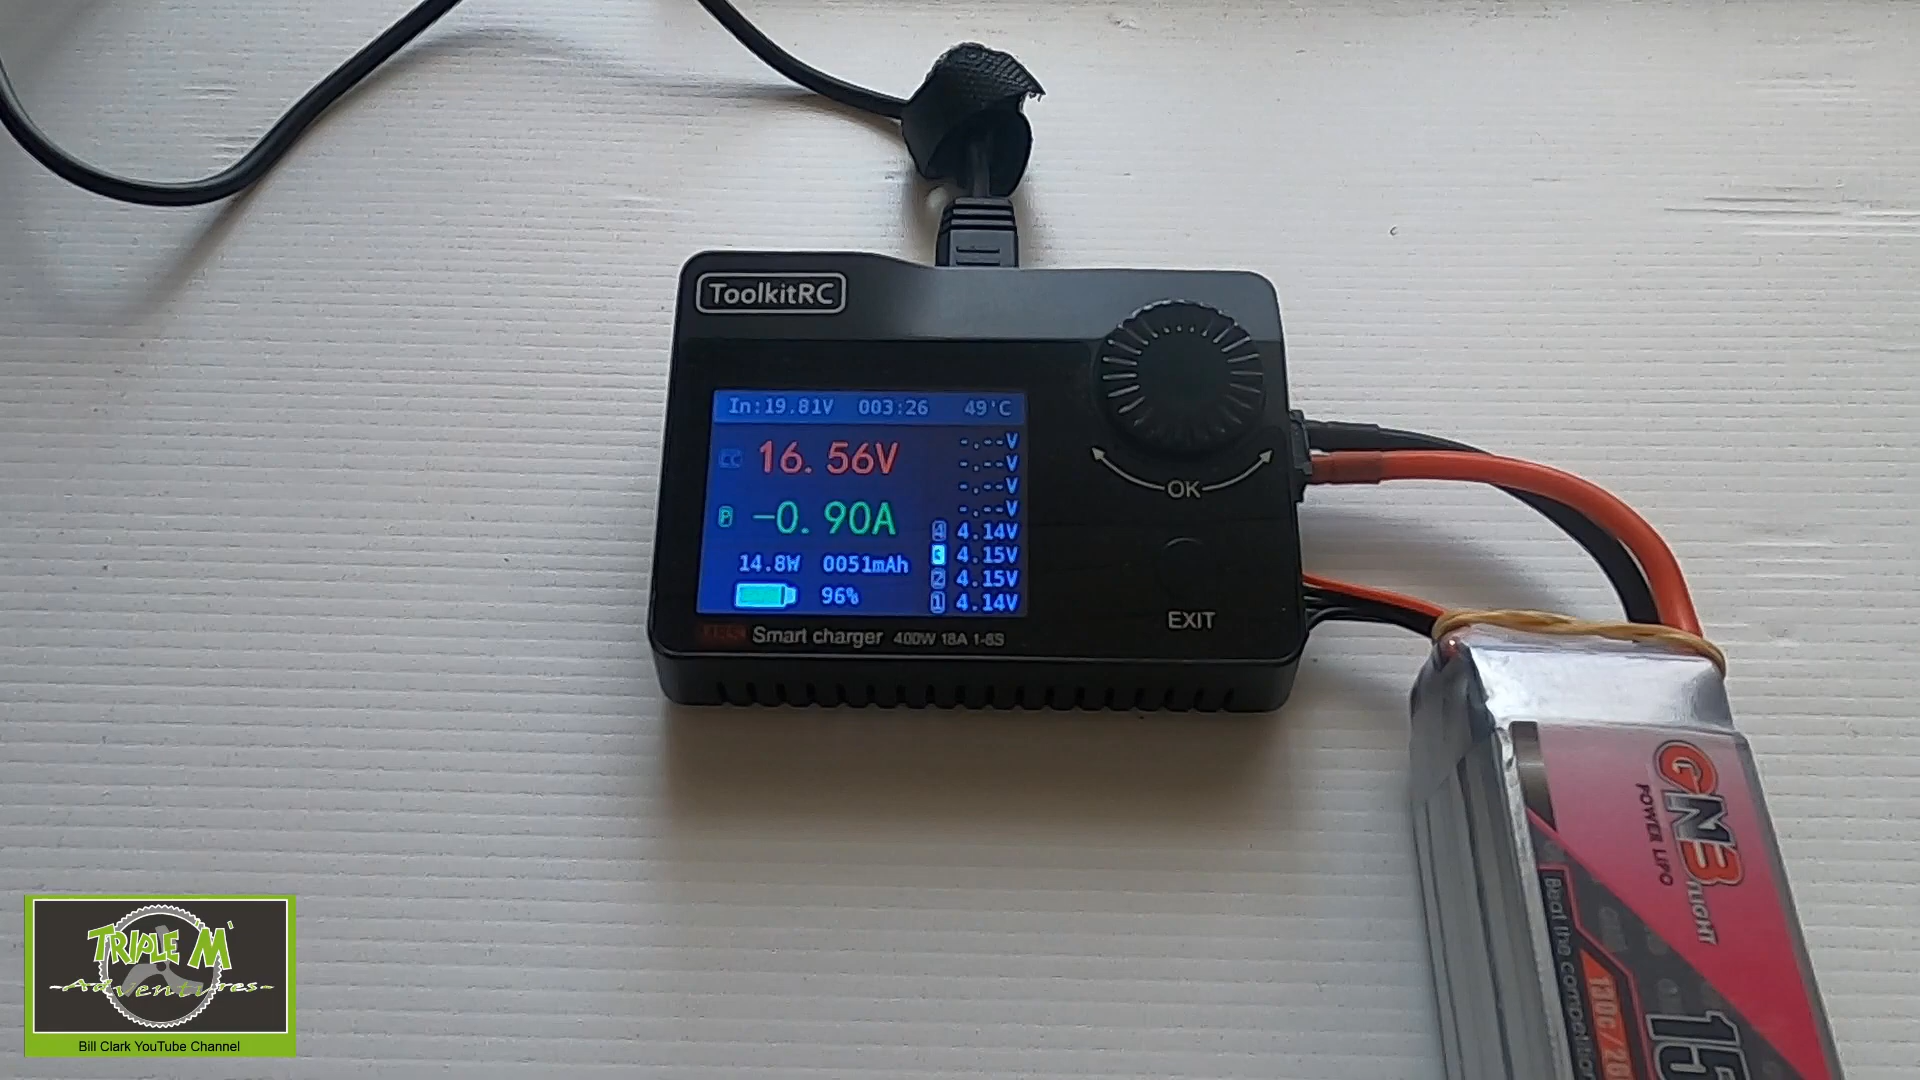 ToolkitRC
In:19.81V 003:26 49'C
CC 16.56V
P -0.90A
14.8W 0051mAh
96%
-.--V
-.--V
-.--V
-.--V
4 4.14V
4.15V
2 4.15V
1 4.14V
Smart charger 400W 18A 1-6S
OK
EXIT
GNB
POWER LIPO
Beat the
130C/
15
TRIPLE M'
-Adventures-
Bill Clark YouTube Channel